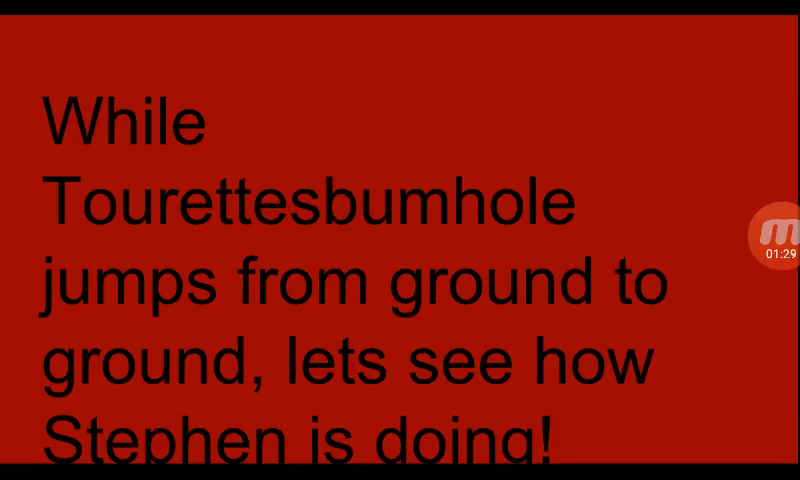 While
Tourettesbumhole
jumps from ground to
ground, lets see how
Stephen is doing!
01:29